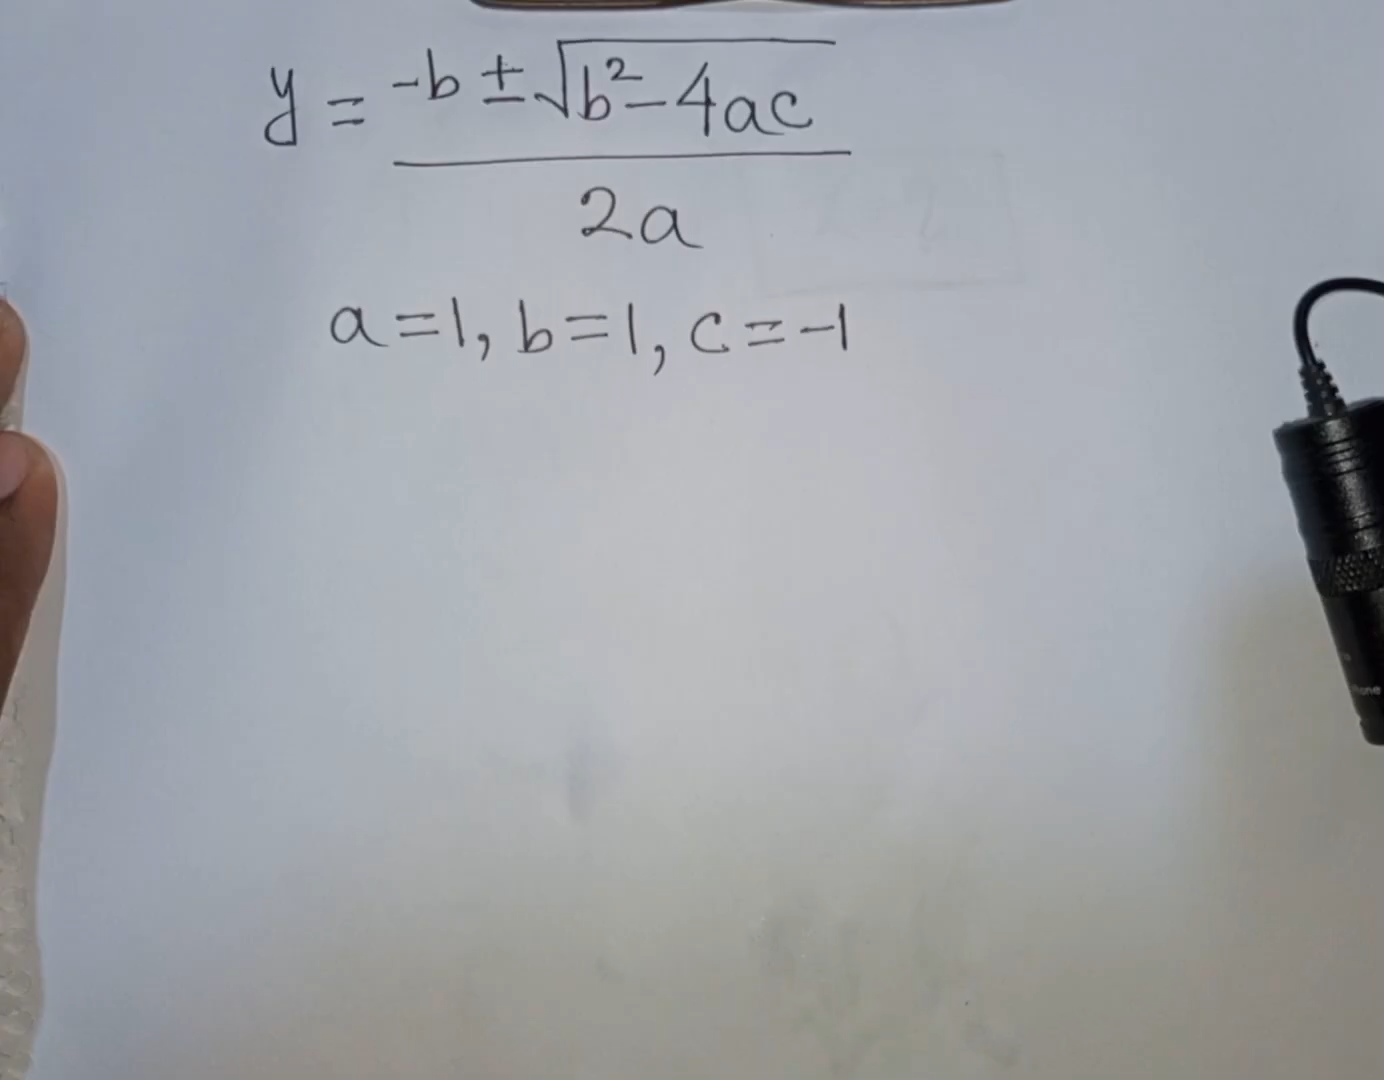 y = -b ± √b² - 4ac
2a
a = 1, b = 1, c = -1